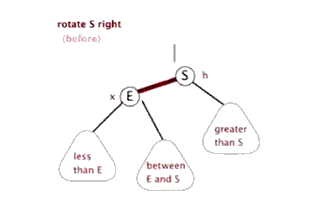 rotate S right
(before)
S
h
x
E
greater
than S
less
than E
between
E and S